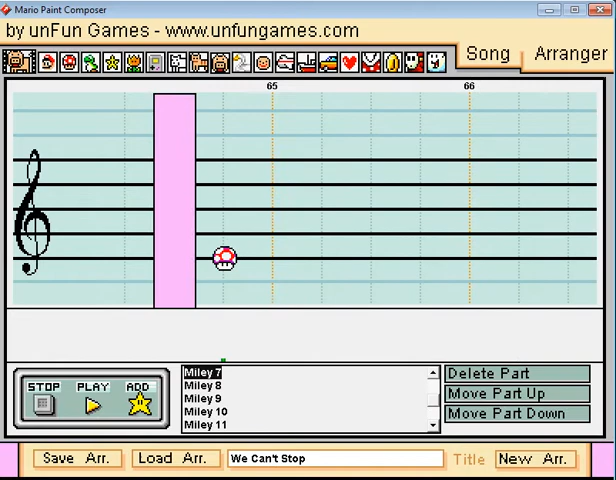 Mario Paint Composer
by unFun Games - www.unfungames.com
Song
Arranger
65
66
STOP
PLAY
ADD
Miley 7
Miley 8
Miley 9
Miley 10
Miley 11
Delete Part
Move Part Up
Move Part Down
Save Arr.
Load Arr.
We Can't Stop
Title
New Arr.